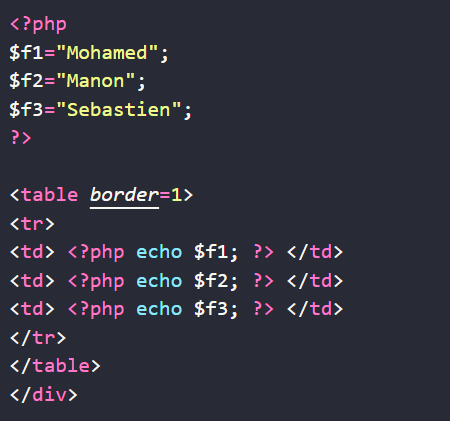 <?php
$f1="Mohamed";
$f2="Manon";
$f3="Sebastien";
?>
<table border=1>
<tr>
<td> <?php echo $f1; ?> </td>
<td> <?php echo $f2; ?> </td>
<td> <?php echo $f3; ?> </td>
</tr>
</table>
</div>